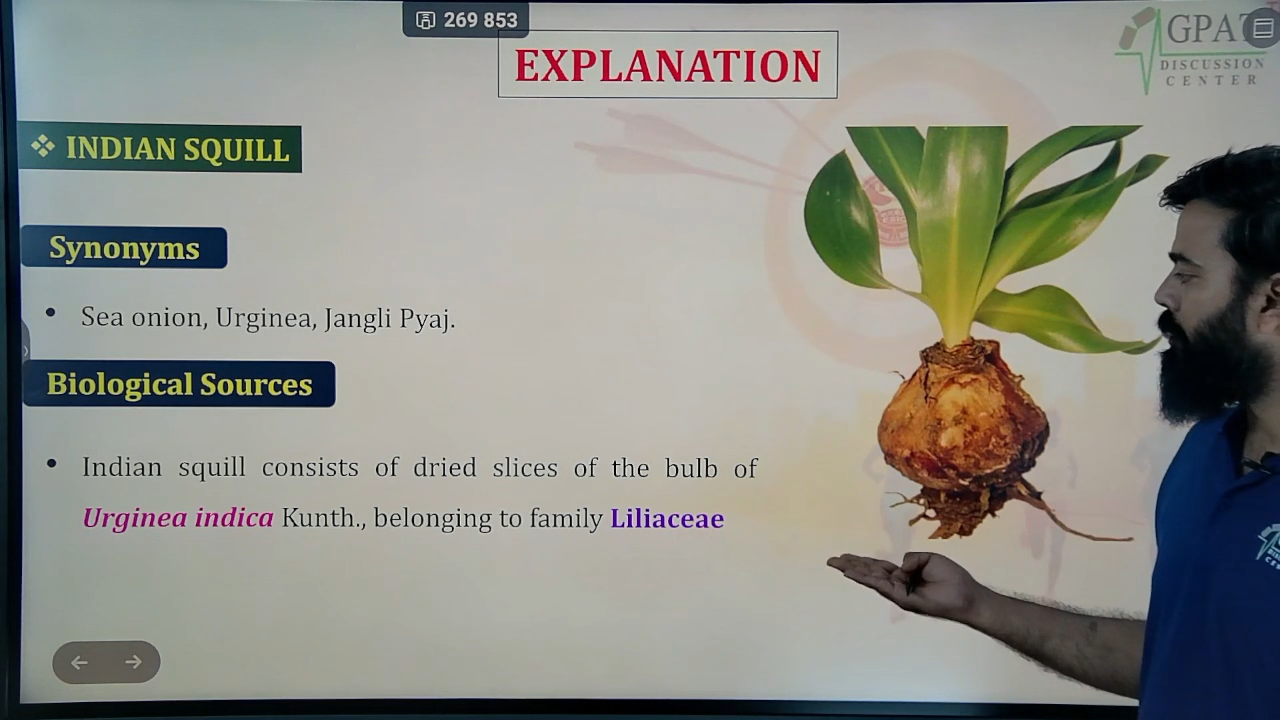 269 853
EXPLANATION
GPAT
DISCUSSION
CENTER
❖ INDIAN SQUILL
Synonyms
• Sea onion, Urginea, Jangli Pyaj.
Biological Sources
• Indian squill consists of dried slices of the bulb of
Urginea indica Kunth., belonging to family Liliaceae